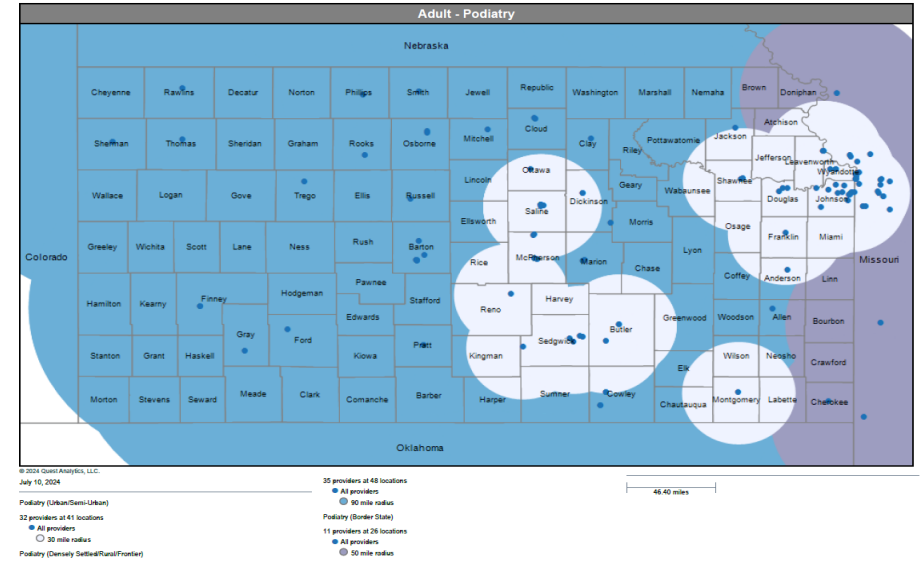 Adult - Podiatry
Nebraska
Cheyenne Rawlins Decatur Norton Phillips Smith Jewell Republic Washington Marshall Nemaha Brown Doniphan
Atchison
Sherman Thomas Sheridan Graham Rooks Osborne Mitchell Cloud Clay Riley Pottawatomie Jackson
Jefferson Leavenworth
Wyandotte
Wallace Logan Gove Trego Ellis Russell Lincoln Ottawa Geary Wabaunsee Shawnee
Saline Dickinson Douglas Johnson
Ellsworth Morris Osage
Greeley Wichita Scott Lane Ness Rush Barton Franklin Miami
Colorado Rice McPherson Marion Chase Lyon Missouri
Pawnee Coffey Anderson Linn
Hamilton Kearny Finney Hodgeman Stafford Reno Harvey
Edwards Greenwood Woodson Allen Bourbon
Gray Ford Butler
Stanton Grant Haskell Kiowa Pratt Kingman Sedgwick Elk Wilson Neosho Crawford
Morton Stevens Seward Meade Clark Comanche Barber Harper Sumner Cowley Chautauqua Montgomery Labette Cherokee
Oklahoma
© 2024 Quest Analytics, LLC.
July 10, 2024
Podiatry (Urban/Semi-Urban)
32 providers at 41 locations
All providers
30 mile radius
Podiatry (Densely Settled/Rural/Frontier)
35 providers at 48 locations
All providers
90 mile radius
Podiatry (Border State)
11 providers at 26 locations
All providers
50 mile radius
46.40 miles